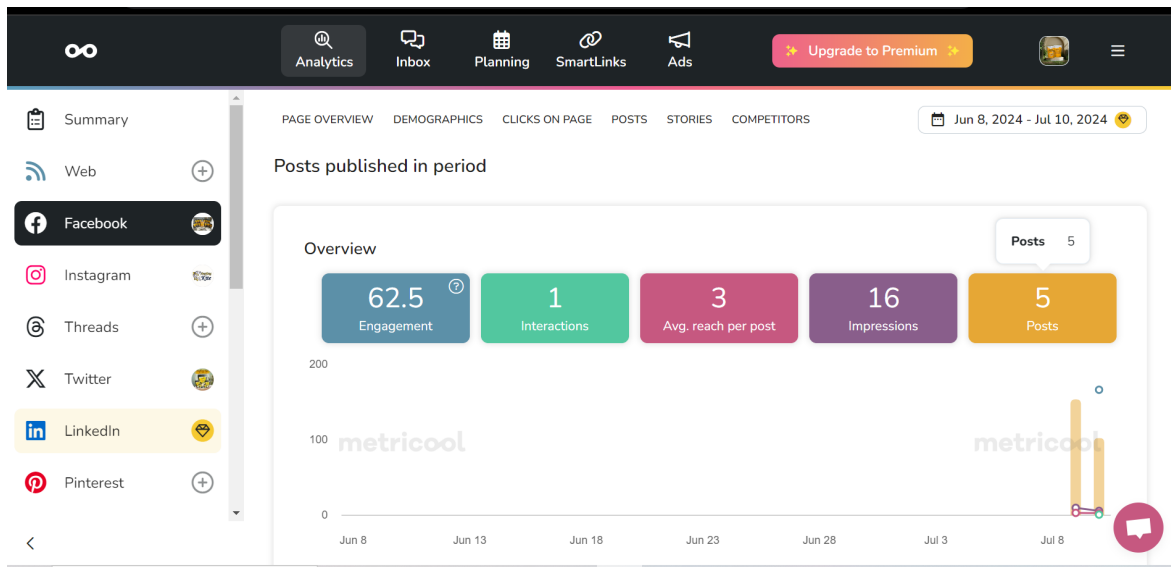 Analytics
Inbox
Planning
SmartLinks
Ads
Upgrade to Premium
Summary
Web
Facebook
Instagram
Threads
Twitter
LinkedIn
Pinterest
PAGE OVERVIEW DEMOGRAPHICS CLICKS ON PAGE POSTS STORIES COMPETITORS
Jun 8, 2024 - Jul 10, 2024
Posts published in period
Overview
Posts 5
62.5
?
Engagement
1
Interactions
3
Avg. reach per post
16
Impressions
5
Posts
200
100
0
metricool
metricool
Jun 8 Jun 13 Jun 18 Jun 23 Jun 28 Jul 3 Jul 8